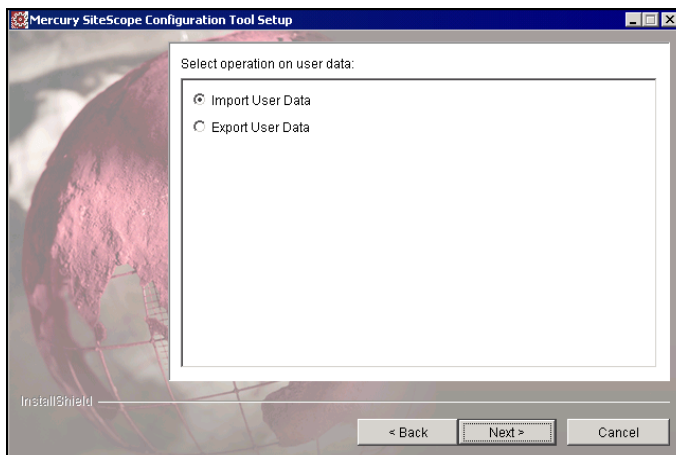 Mercury SiteScope Configuration Tool Setup
Select operation on user data:
Import User Data
Export User Data
InstallShield
< Back Next > Cancel